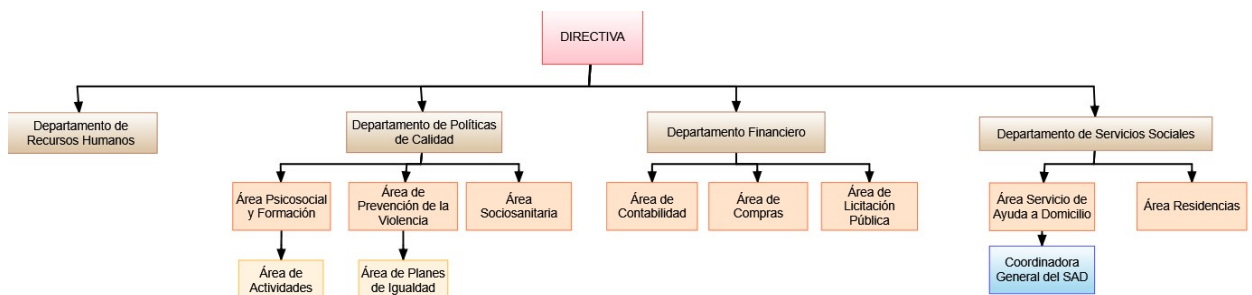 DIRECTIVA
Departamento de
Recursos Humanos
Departamento de Políticas
de Calidad
Departamento Financiero
Departamento de Servicios Sociales
Área Psicosocial
y Formación
Área de
Prevención de la
Violencia
Área
Sociosanitaria
Área de
Contabilidad
Área de
Compras
Área de
Licitación
Pública
Área Servicio de
Ayuda a Domicilio
Área Residencias
Área de
Actividades
Área de Planes
de Igualdad
Coordinadora
General del SAD